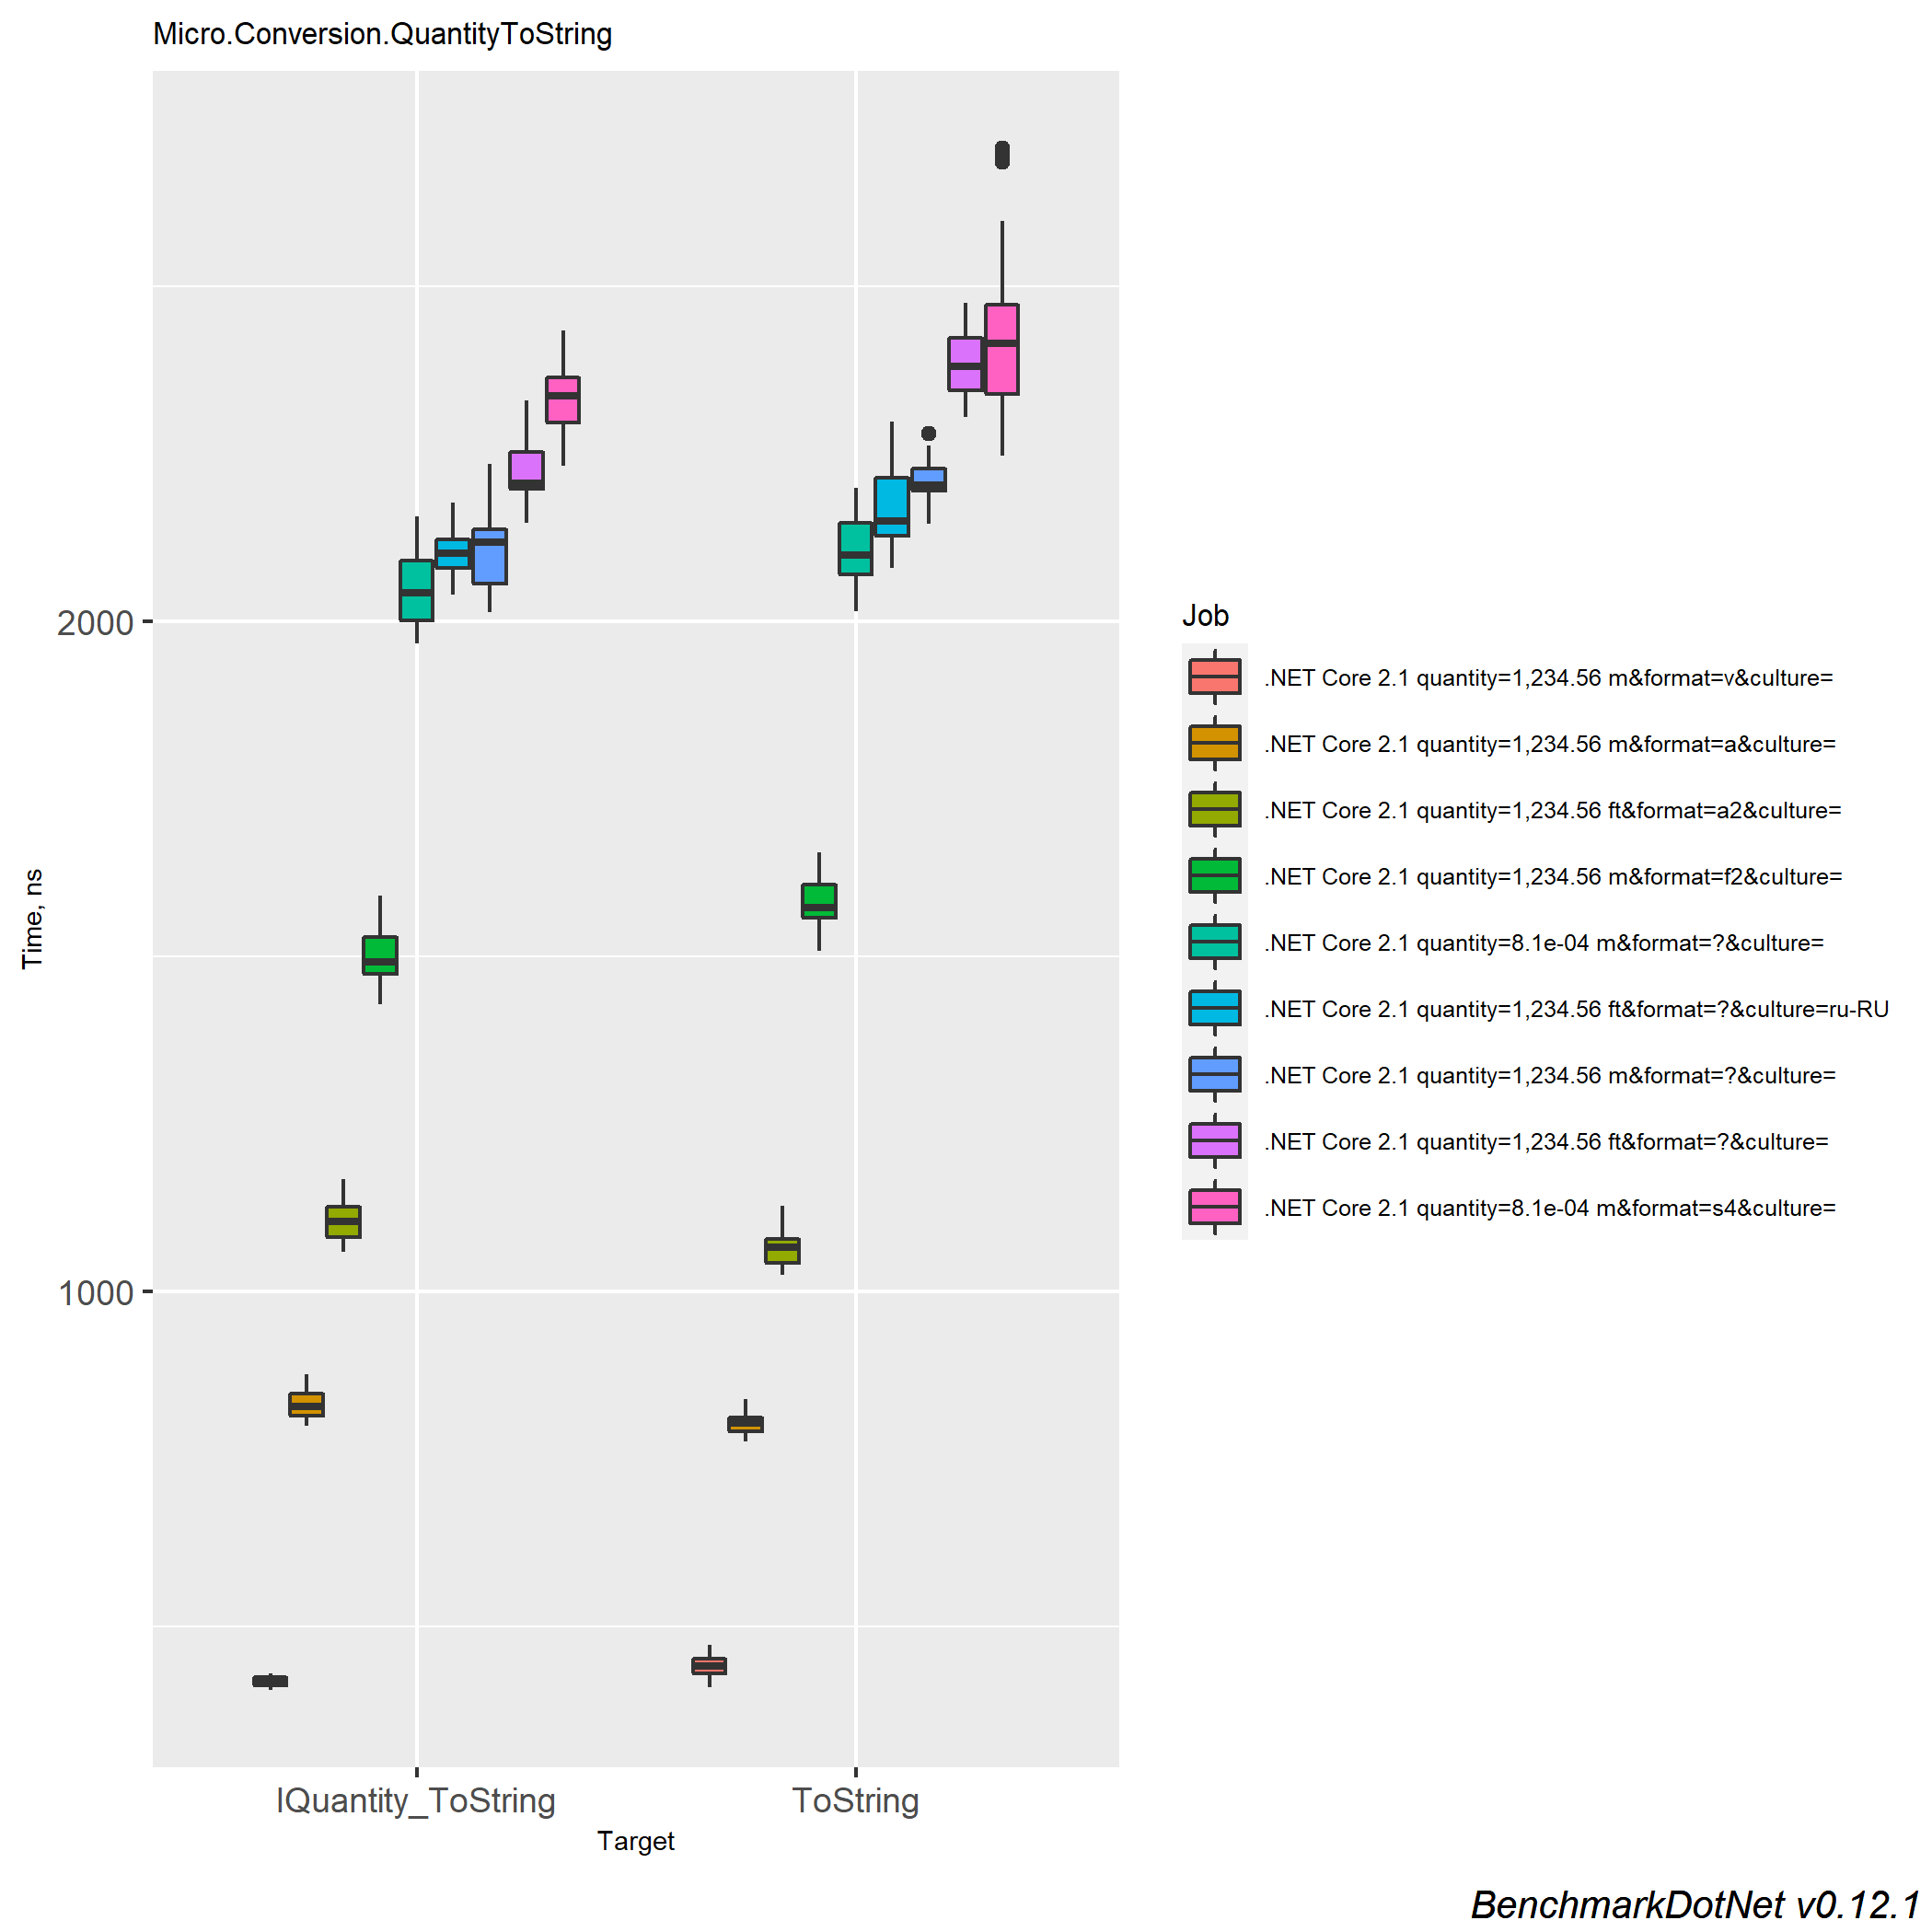 Micro.Conversion.QuantityToString
2000
1000
Time, ns
IQuantity_ToString
ToString
Target
Job
.NET Core 2.1 quantity=1,234.56 m&format=v&culture=
.NET Core 2.1 quantity=1,234.56 m&format=a&culture=
.NET Core 2.1 quantity=1,234.56 ft&format=a2&culture=
.NET Core 2.1 quantity=1,234.56 m&format=f2&culture=
.NET Core 2.1 quantity=8.1e-04 m&format=?&culture=
.NET Core 2.1 quantity=1,234.56 ft&format=?&culture=ru-RU
.NET Core 2.1 quantity=1,234.56 m&format=?&culture=
.NET Core 2.1 quantity=1,234.56 ft&format=?&culture=
.NET Core 2.1 quantity=8.1e-04 m&format=s4&culture=
BenchmarkDotNet v0.12.1